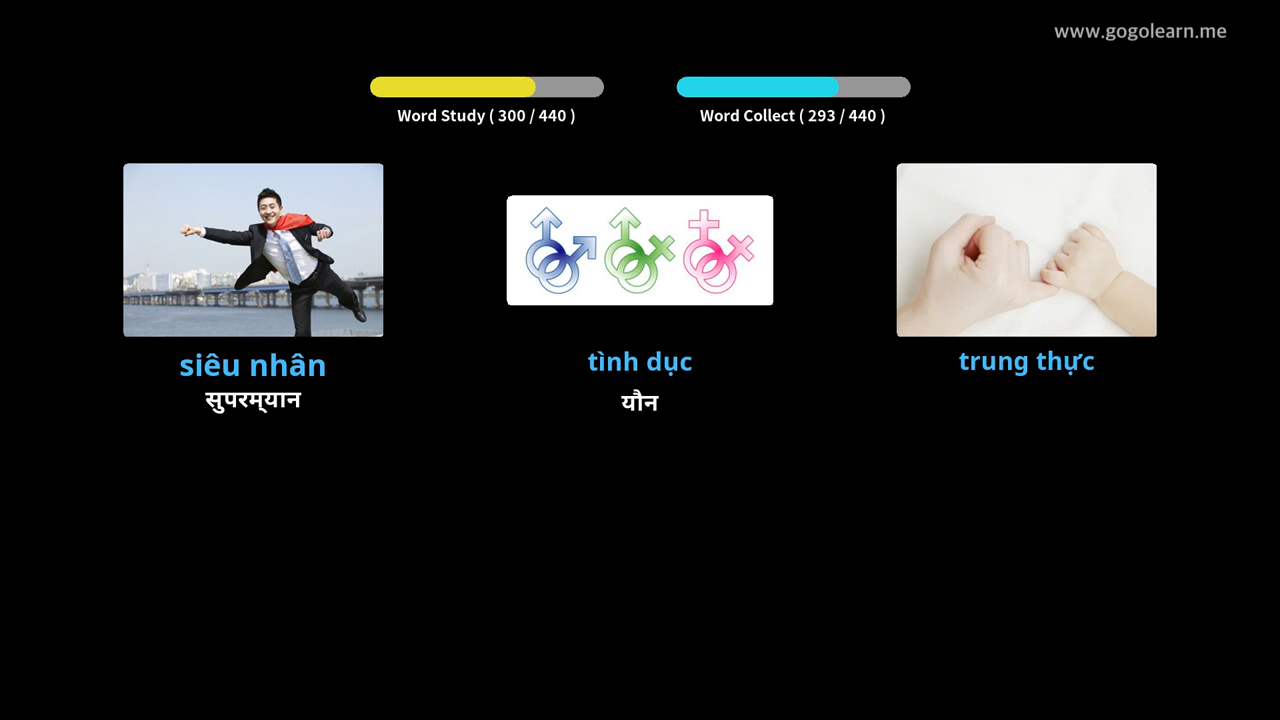 www.gogolearn.me
Word Study ( 300 / 440 )
Word Collect ( 293 / 440 )
siêu nhân
सुपरम्यान
tình dục
यौन
trung thực